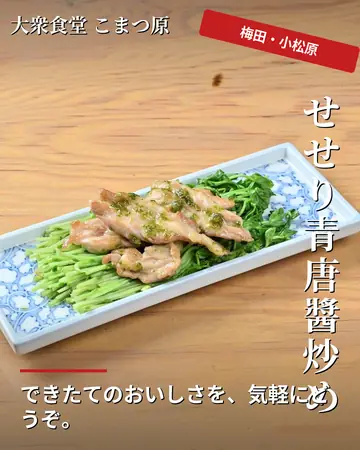 大衆食堂 こまつ原
梅田・小松原
せせり青唐醬炒め
できたてのおいしさを、気軽にど
うぞ。